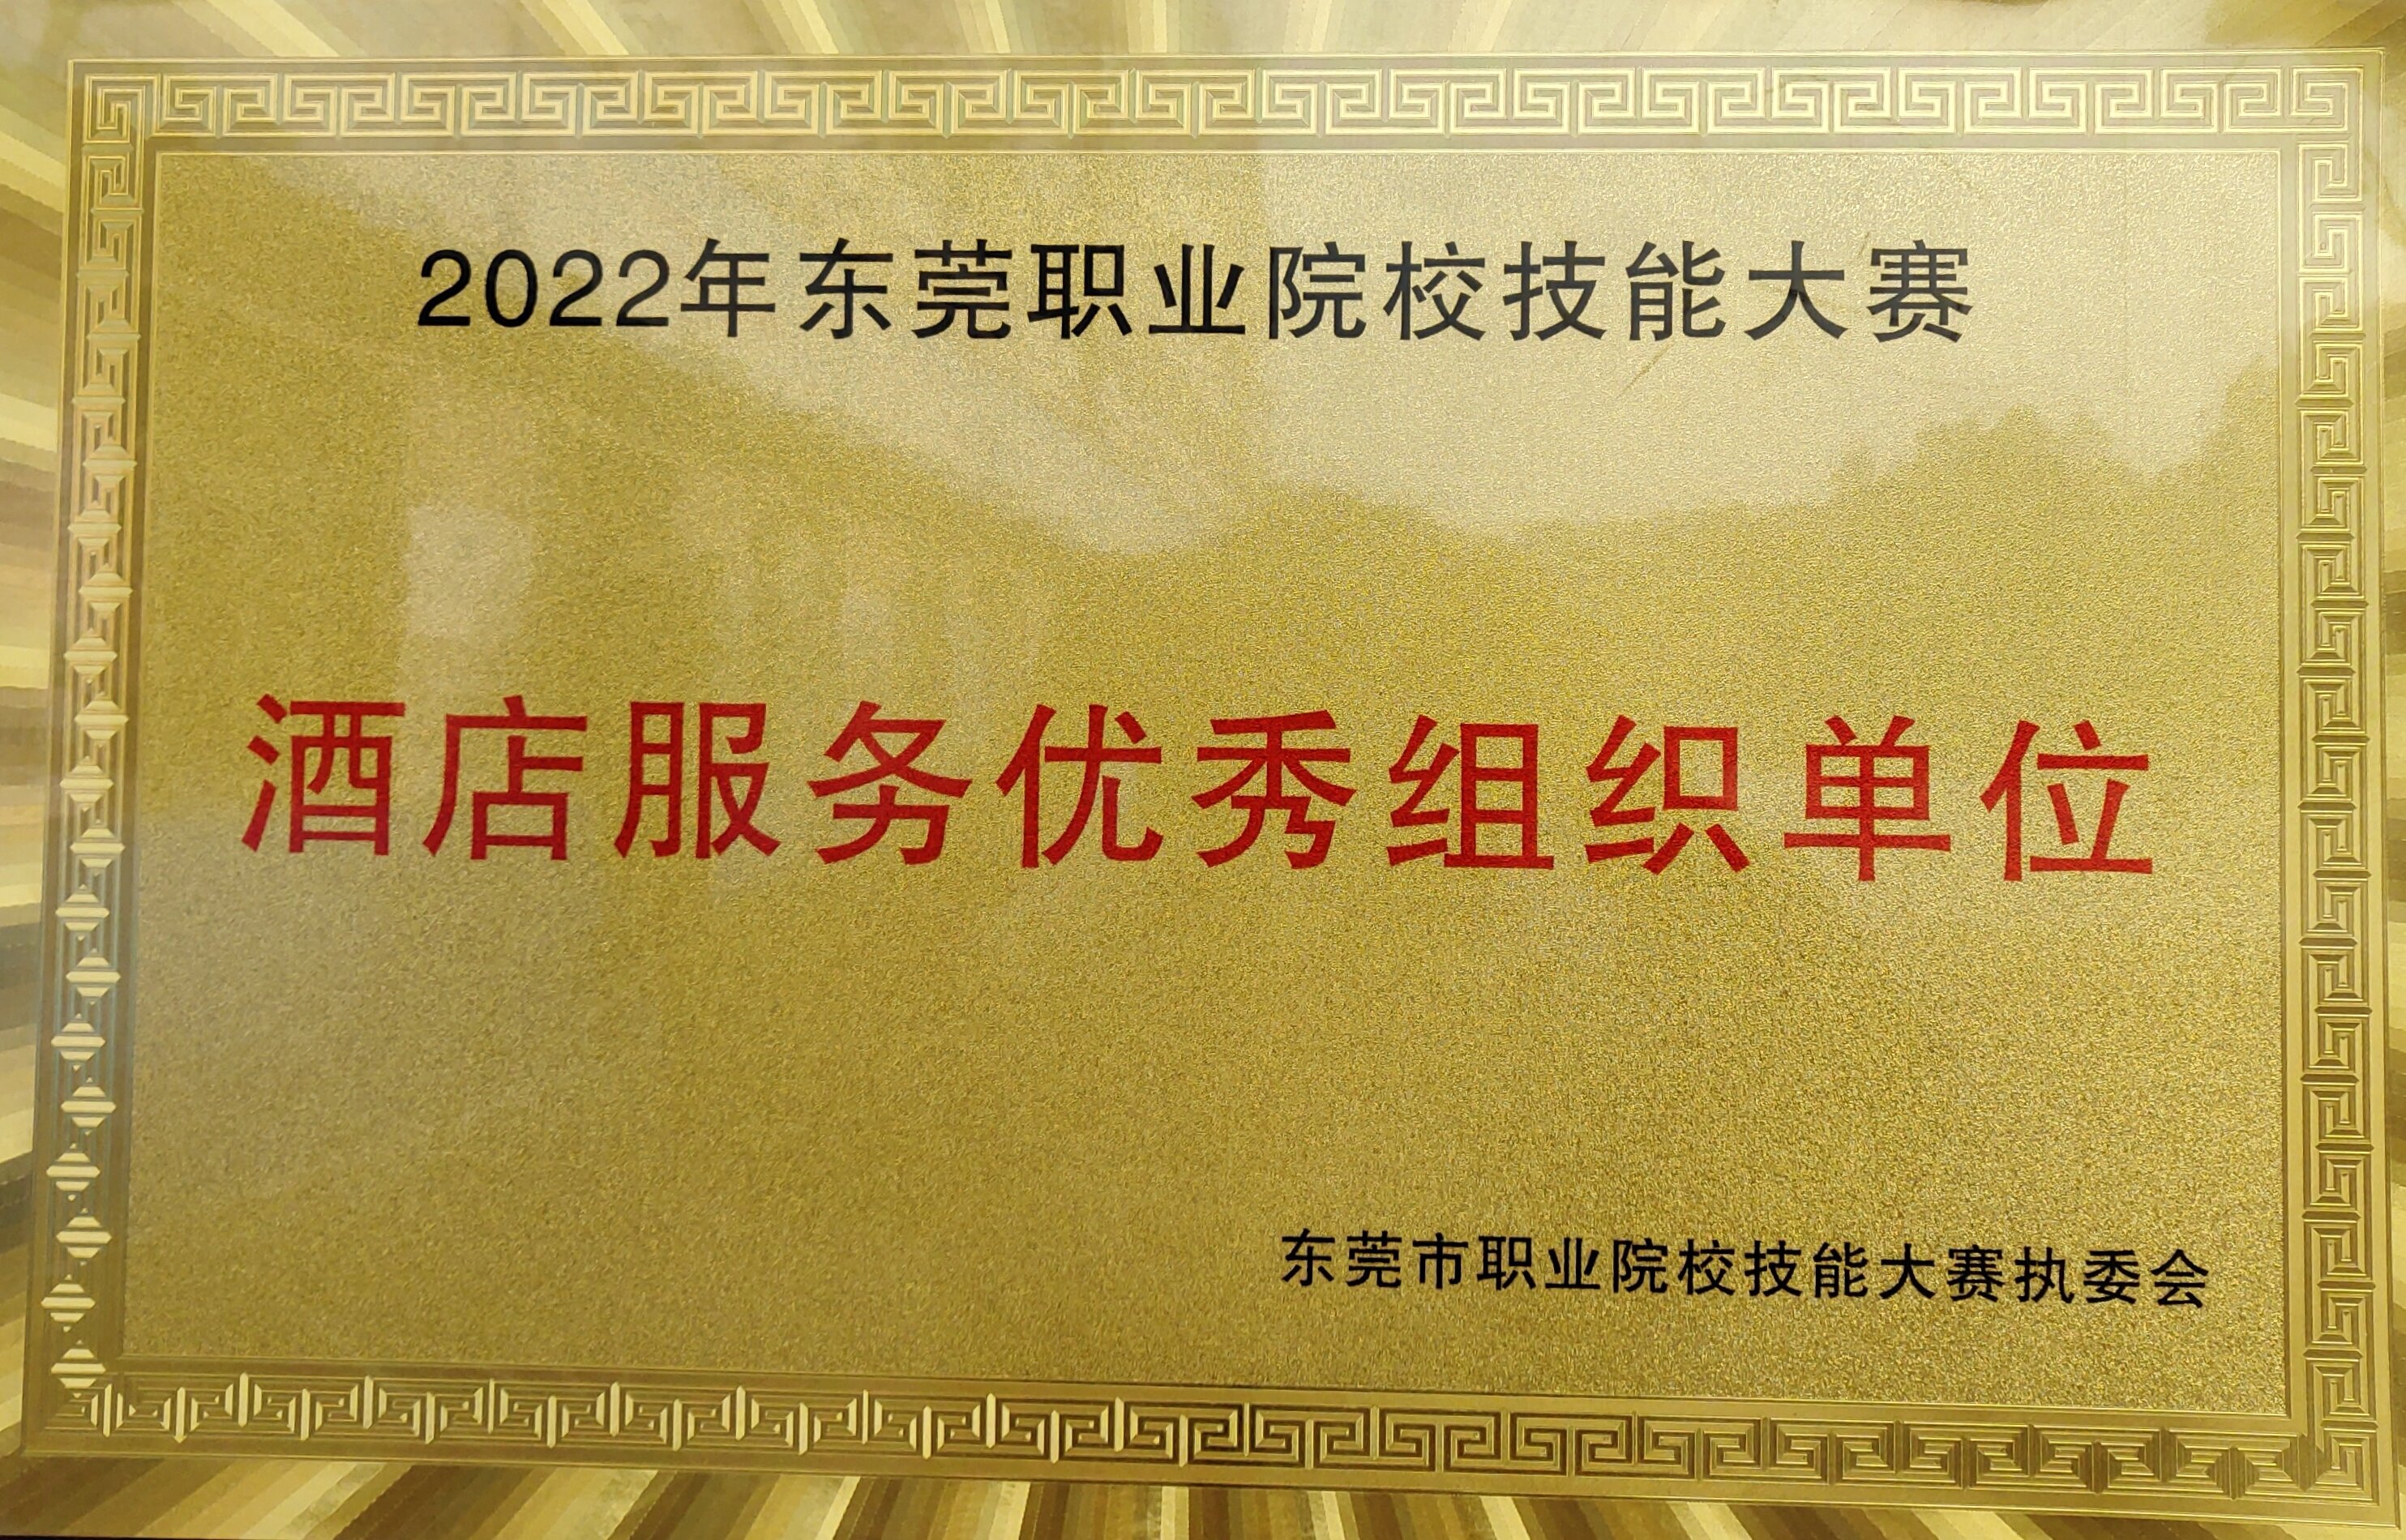 2022年东莞职业院校技能大赛
酒店服务优秀组织单位
东莞市职业院校技能大赛执委会